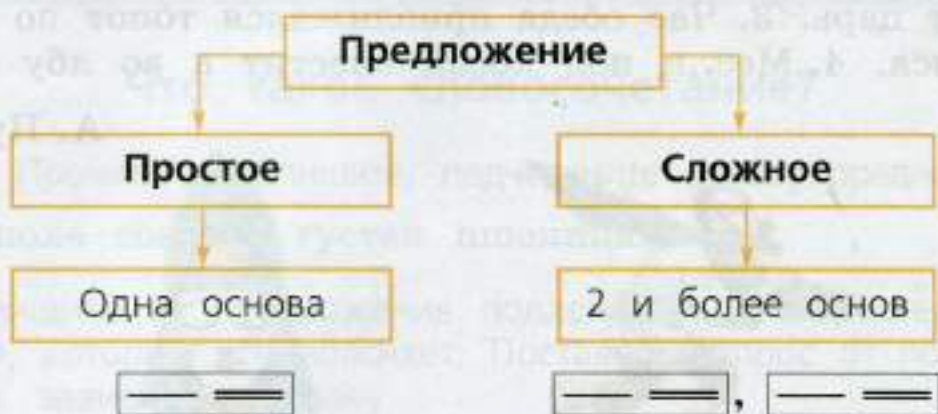 Предложение
Простое
Сложное
Одна основа
2 и более основ